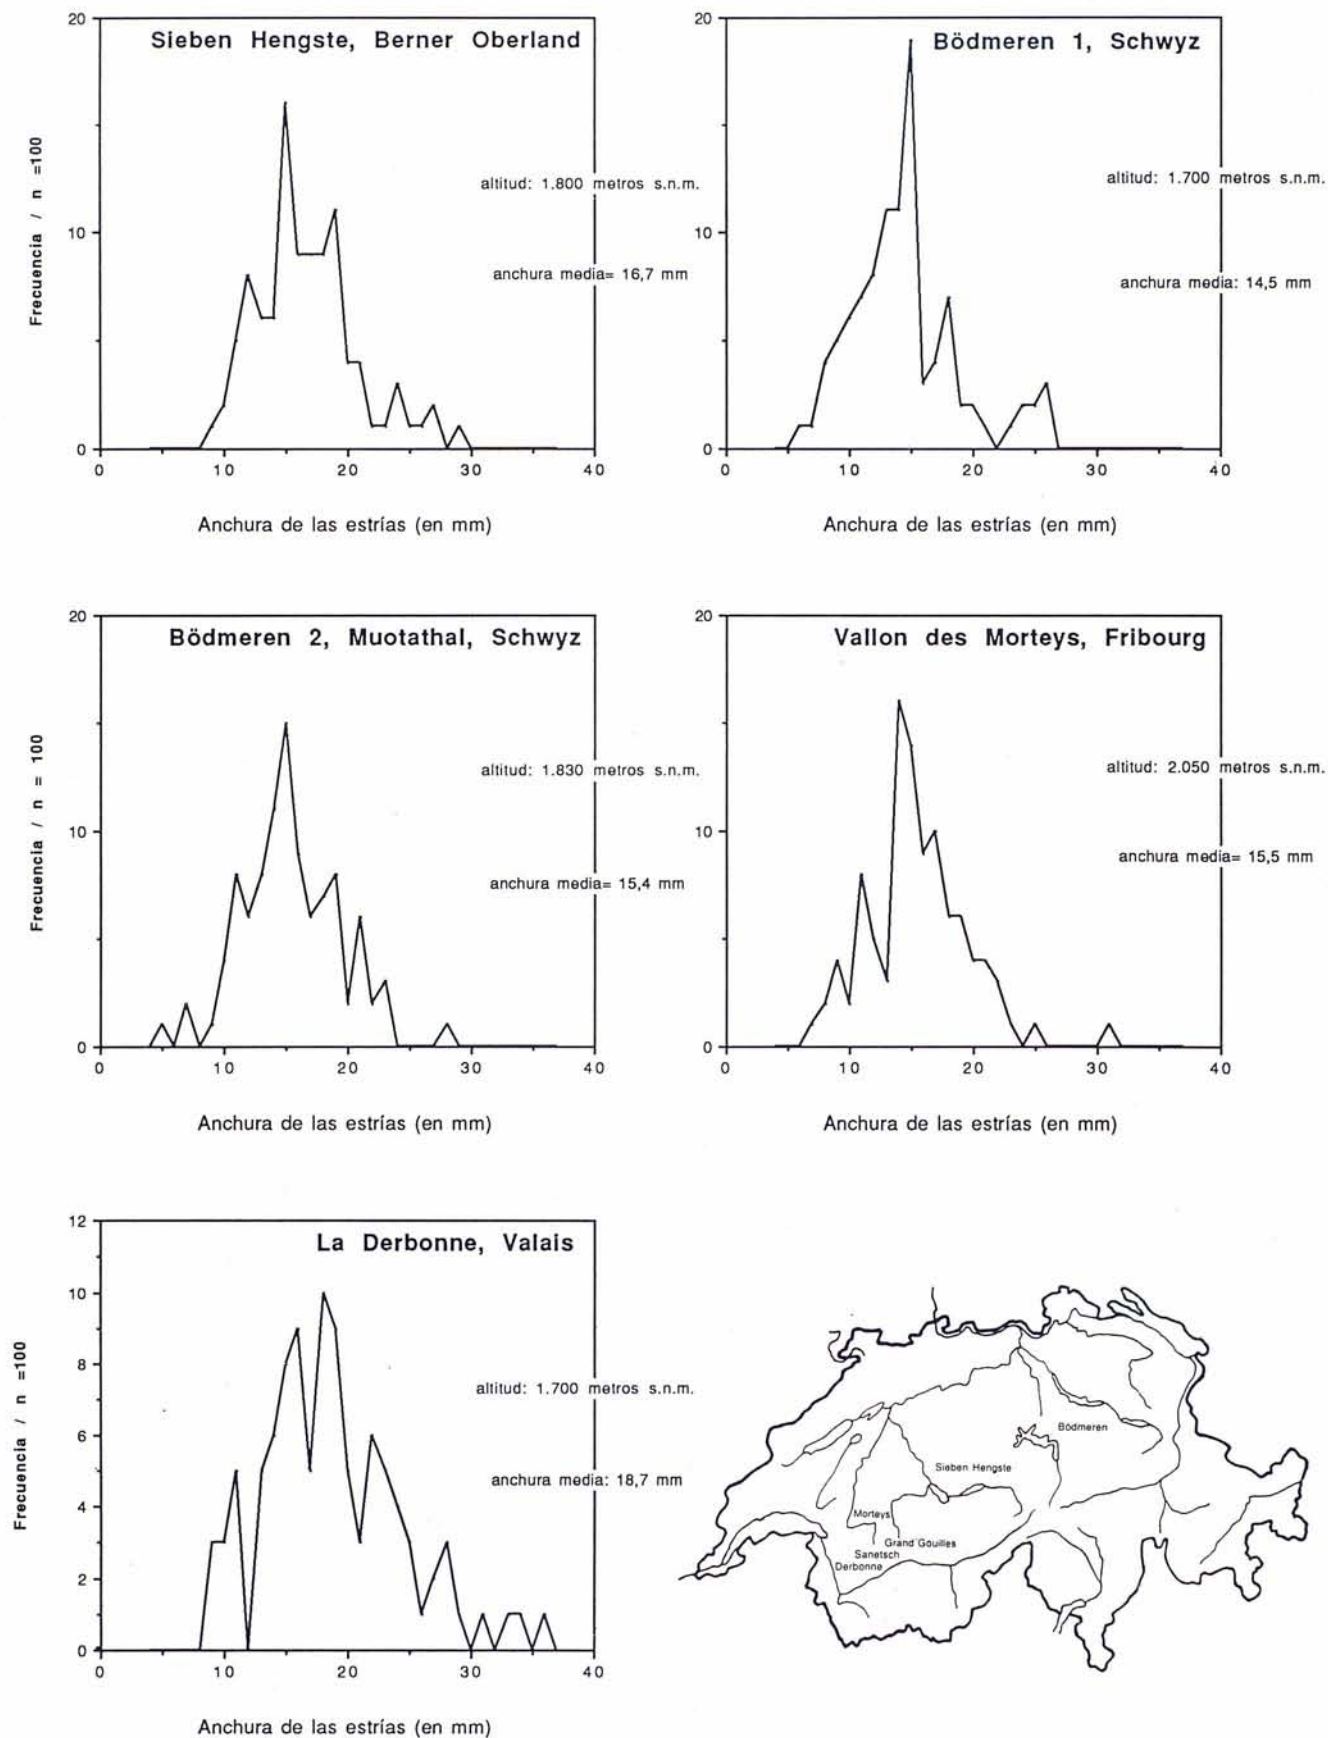 Sieben Hengste, Berner Oberland
Frecuencia / n =100
20
10
0
altitud: 1.800 metros s.n.m.
anchura media= 16,7 mm
0 10 20 30 40
Anchura de las estrías (en mm)
Bödmeren 1, Schwyz
20
10
0
altitud: 1.700 metros s.n.m.
anchura media: 14,5 mm
0 10 20 30 40
Anchura de las estrías (en mm)
Bödmeren 2, Muotathal, Schwyz
Frecuencia / n = 100
20
10
0
altitud: 1.830 metros s.n.m.
anchura media= 15,4 mm
0 10 20 30 40
Anchura de las estrías (en mm)
Vallon des Morteys, Fribourg
20
10
0
altitud: 2.050 metros s.n.m.
anchura media= 15,5 mm
0 10 20 30 40
Anchura de las estrías (en mm)
La Derbonne, Valais
Frecuencia / n =100
12
10
8
6
4
2
0
altitud: 1.700 metros s.n.m.
anchura media: 18,7 mm
0 10 20 30 40
Anchura de las estrías (en mm)
Bödmeren
Sieben Hengste
Morteys
Grand'Gouilles
Sanetsch
Derbonne